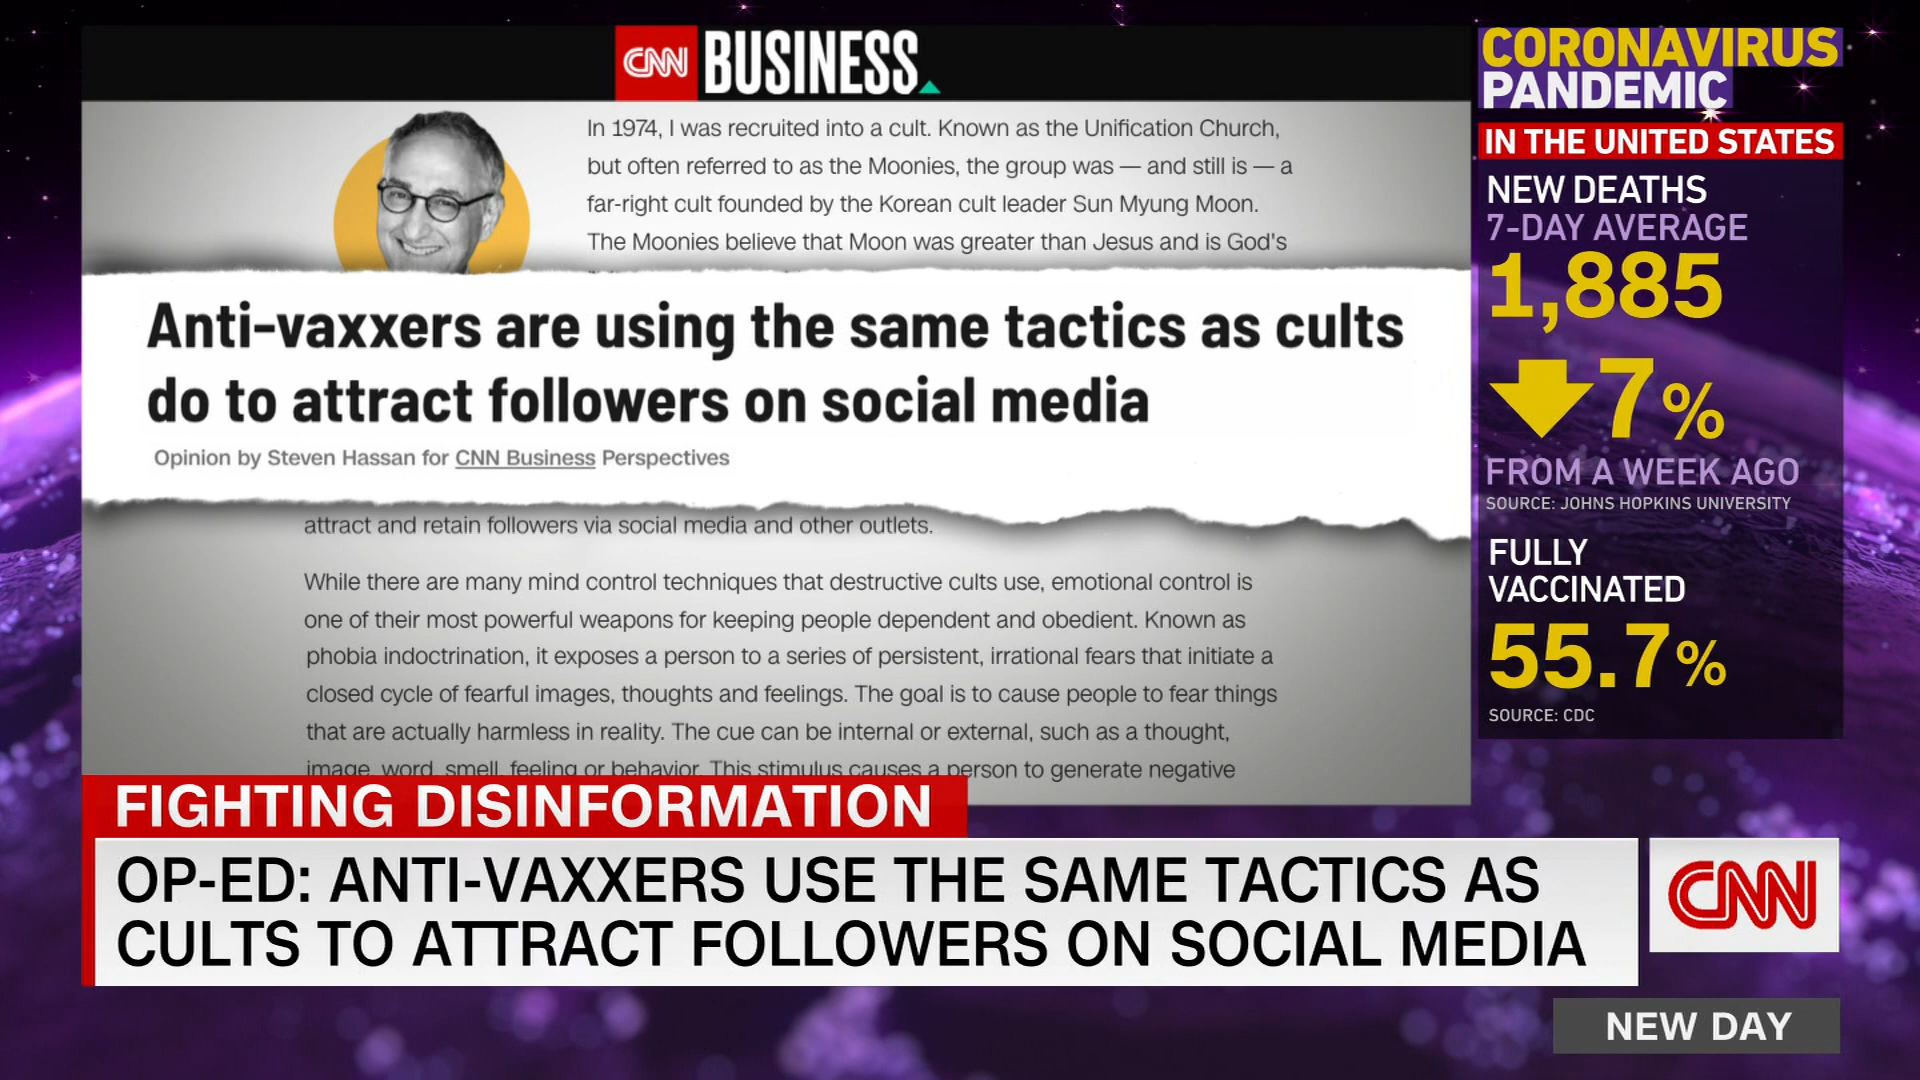 CNN BUSINESS
In 1974, I was recruited into a cult. Known as the Unification Church,
but often referred to as the Moonies, the group was — and still is — a
far-right cult founded by the Korean cult leader Sun Myung Moon.
The Moonies believe that Moon was greater than Jesus and is God's
Anti-vaxxers are using the same tactics as cults
do to attract followers on social media
Opinion by Steven Hassan for CNN Business Perspectives
attract and retain followers via social media and other outlets.
While there are many mind control techniques that destructive cults use, emotional control is
one of their most powerful weapons for keeping people dependent and obedient. Known as
phobia indoctrination, it exposes a person to a series of persistent, irrational fears that initiate a
closed cycle of fearful images, thoughts and feelings. The goal is to cause people to fear things
that are actually harmless in reality. The cue can be internal or external, such as a thought,
image, word, smell, feeling or behavior. This stimulus causes a person to generate negative
FIGHTING DISINFORMATION
OP-ED: ANTI-VAXXERS USE THE SAME TACTICS AS
CULTS TO ATTRACT FOLLOWERS ON SOCIAL MEDIA
CORONAVIRUS
PANDEMIC
IN THE UNITED STATES
NEW DEATHS
7-DAY AVERAGE
1,885
7%
FROM A WEEK AGO
SOURCE: JOHNS HOPKINS UNIVERSITY
FULLY
VACCINATED
55.7%
SOURCE: CDC
CNN
NEW DAY